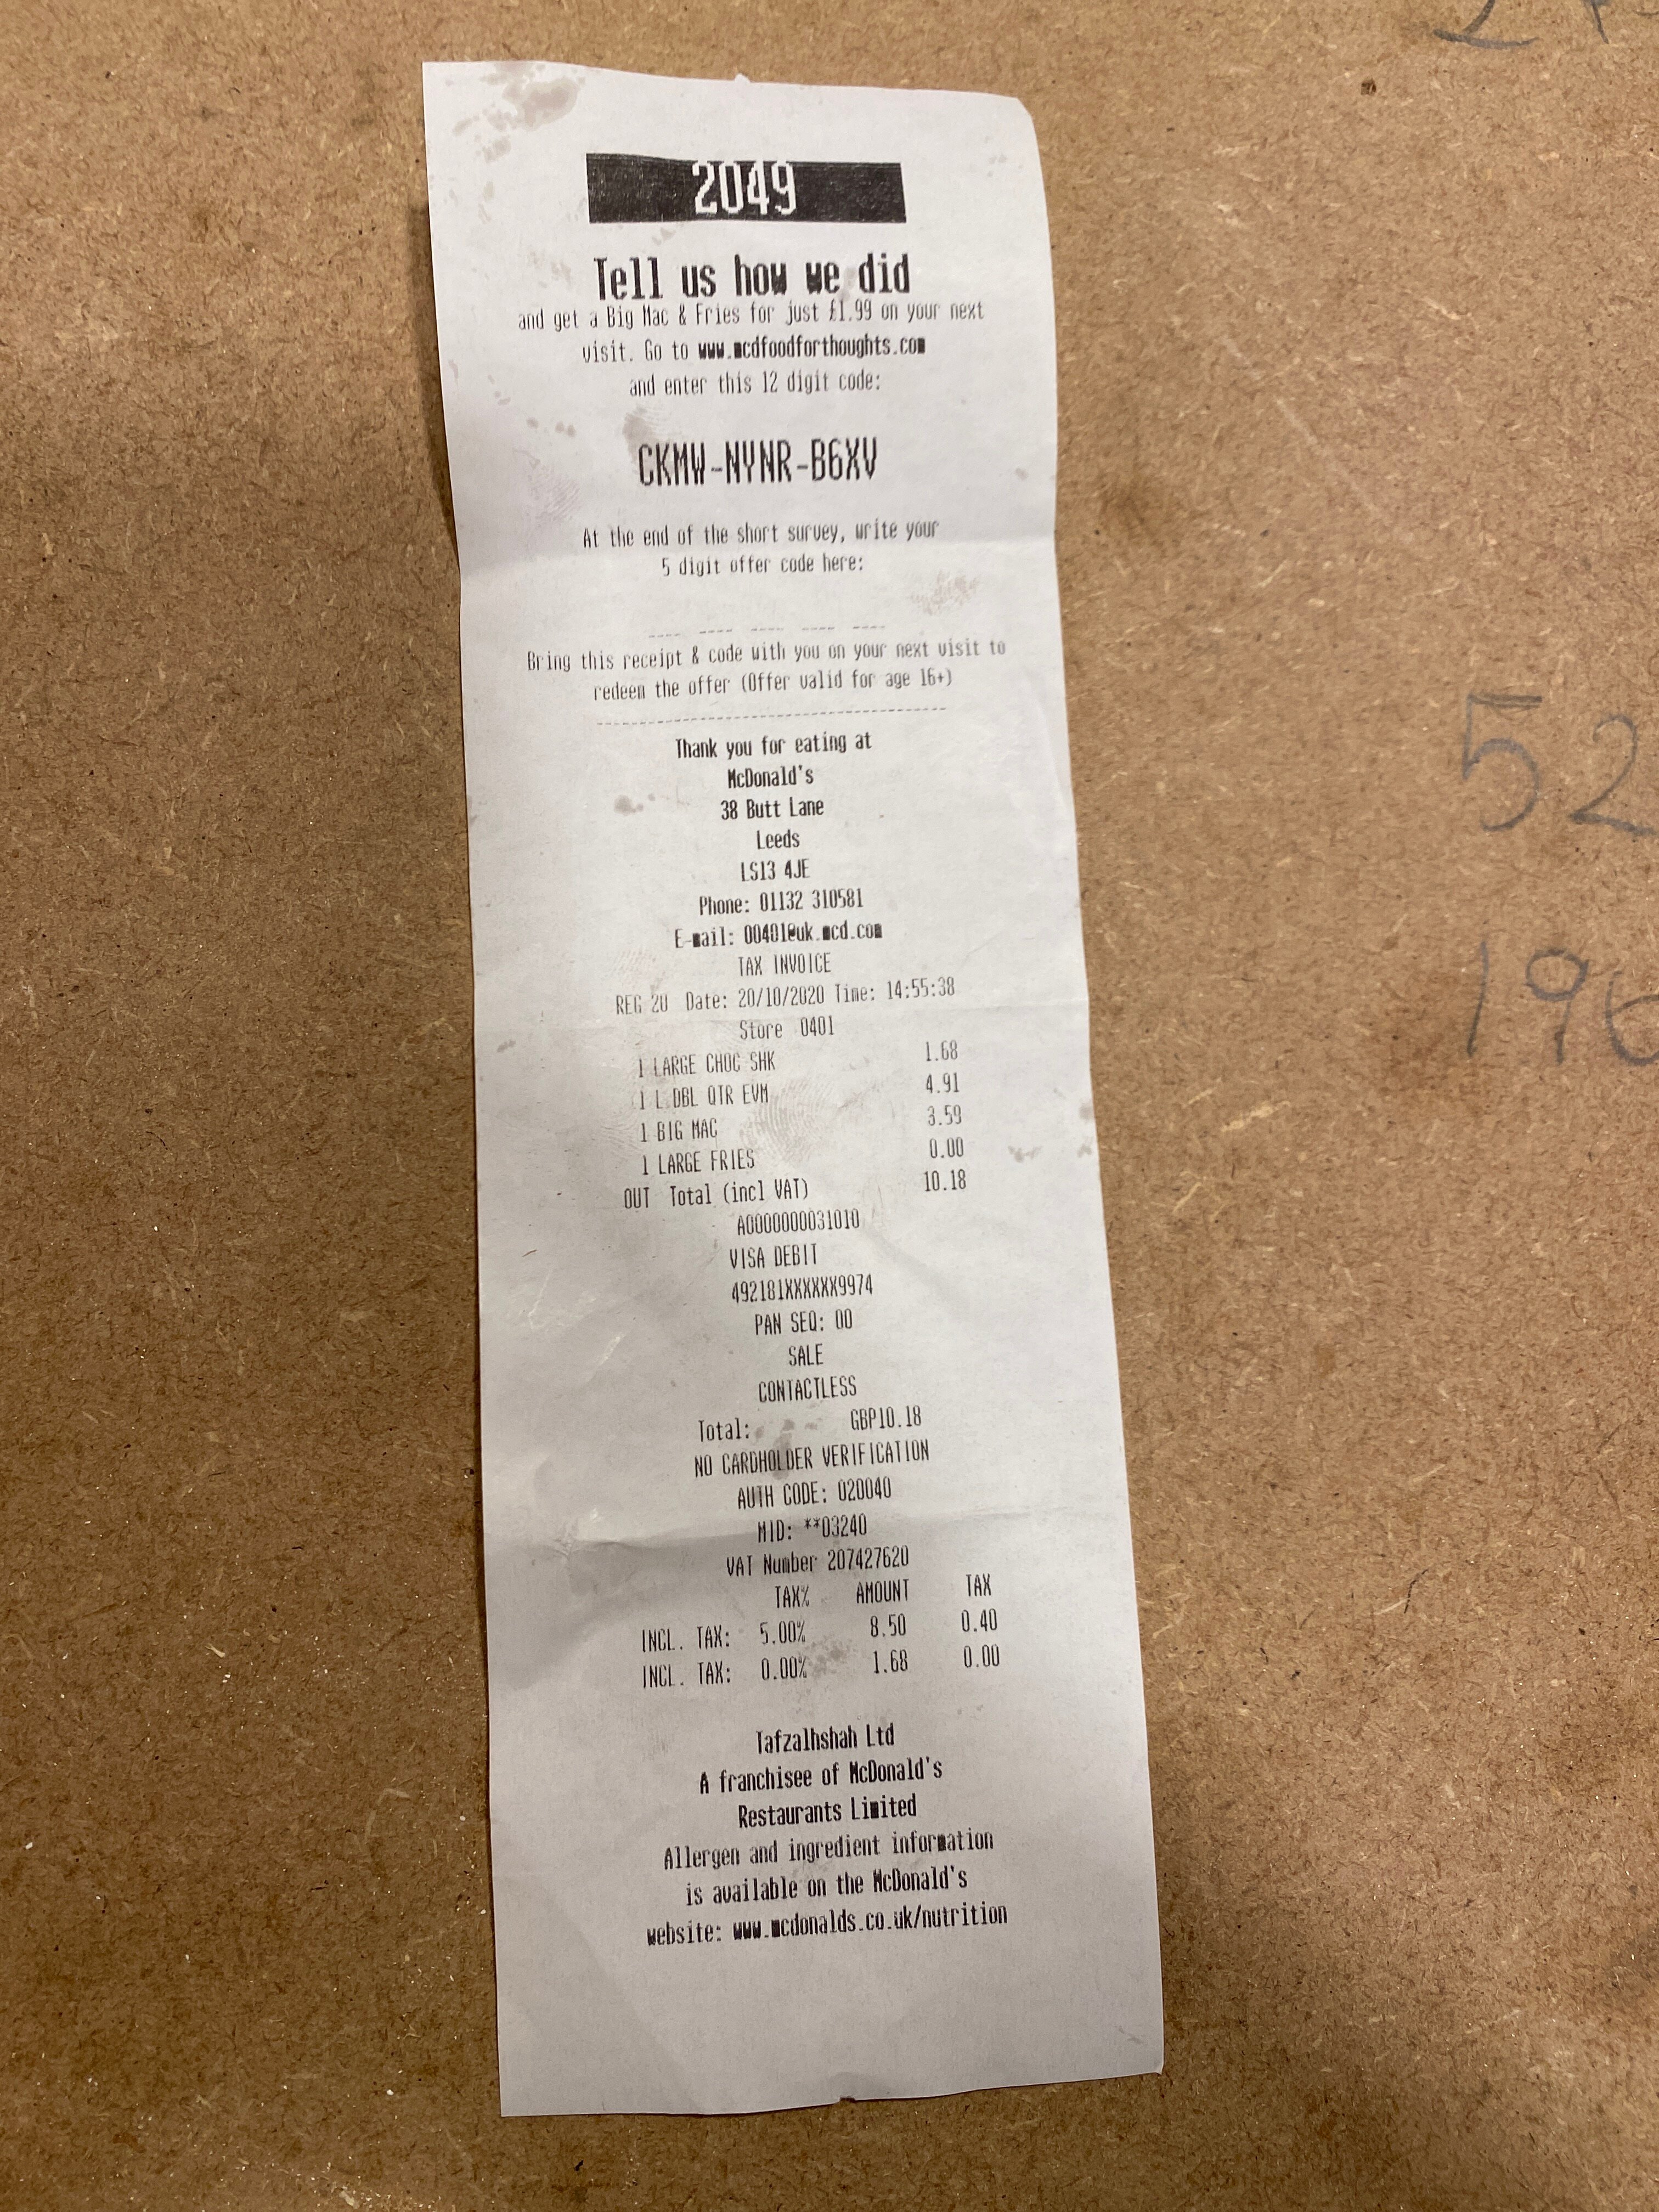 2049
Tell us how we did
and get a Big Mac & Fries for just £1.99 on your next
visit. Go to www.mcdfoodforthoughts.com
and enter this 12 digit code:
CKMW-NYNR-B6XV
At the end of the short survey, write your
5 digit offer code here:
Bring this receipt & code with you on your next visit to
redeem the offer (Offer valid for age 16+)
Thank you for eating at
McDonald's
38 Butt Lane
Leeds
LS13 4JE
Phone: 01132 310581
E-mail: 00401@uk.mcd.com
TAX INVOICE
REG 20 Date: 20/10/2020 Time: 14:55:38
Store 0401
1 LARGE CHOC SHK 1.68
1 L DBL QTR EVM 4.91
1 BIG MAC 3.59
1 LARGE FRIES 0.00
OUT Total (incl VAT) 10.18
A0000000031010
VISA DEBIT
492181XXXXXX9974
PAN SEQ: 00
SALE
CONTACTLESS
Total: GBP10.18
NO CARDHOLDER VERIFICATION
AUTH CODE: 020040
MID: **03240
VAT Number 207427620
TAX% AMOUNT TAX
INCL. TAX: 5.00% 8.50 0.40
INCL. TAX: 0.00% 1.68 0.00
Tafzalhshah Ltd
A franchisee of McDonald's
Restaurants Limited
Allergen and ingredient information
is available on the McDonald's
website: www.mcdonalds.co.uk/nutrition
52
196